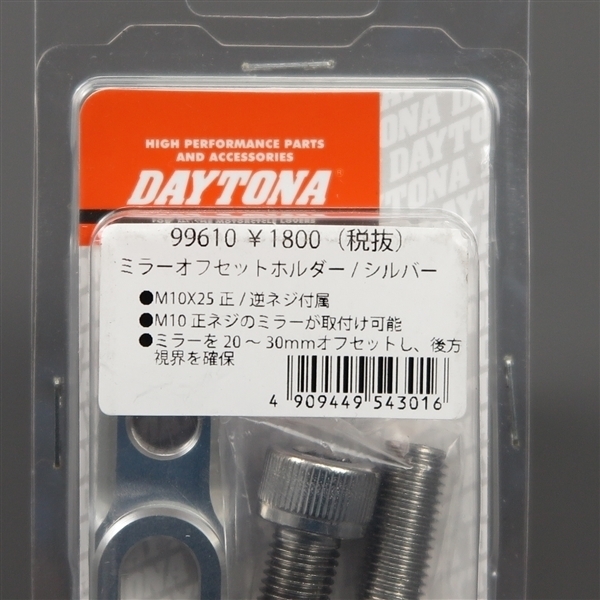 HIGH PERFORMANCE PARTS
AND ACCESSORIES
DAYTONA
99610 ¥1800（税抜）
ミラーオフセットホルダー / シルバー
●M10X25 正 / 逆ネジ付属
●M10 正ネジのミラーが取付け可能
●ミラーを 20 ～ 30mmオフセットし、後方
視界を確保
4 909449 543016